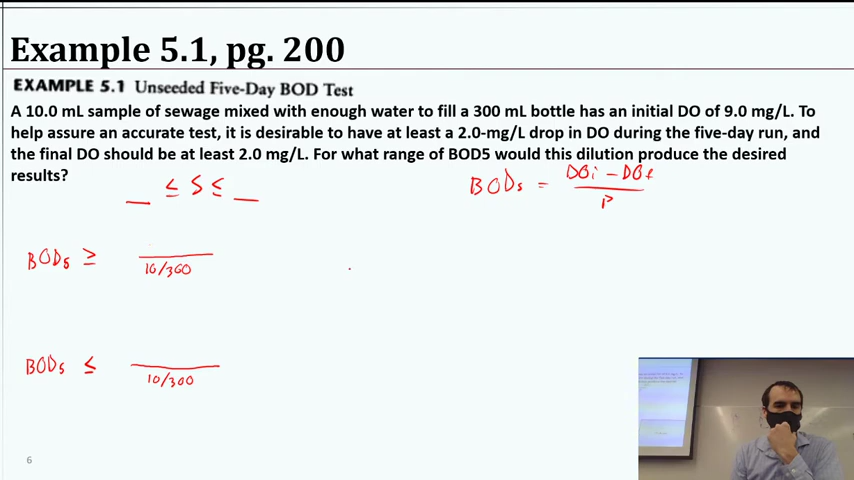 Example 5.1, pg. 200
EXAMPLE 5.1 Unseeded Five-Day BOD Test
A 10.0 mL sample of sewage mixed with enough water to fill a 300 mL bottle has an initial DO of 9.0 mg/L. To
help assure an accurate test, it is desirable to have at least a 2.0-mg/L drop in DO during the five-day run, and
the final DO should be at least 2.0 mg/L. For what range of BOD5 would this dilution produce the desired
results?
__ ≤ 5 ≤ __
BOD₅ = DOi - DOf
P
BOD₅ ≥
10/300
BOD₅ ≤
10/300
6